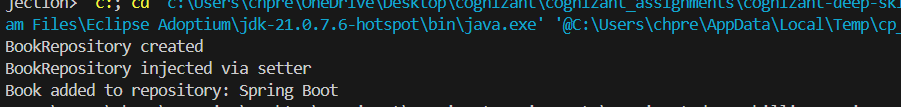 jection>  c:; cd 'c:\Users\chpre\OneDrive\Desktop\cognizant\cognizant_assignments\cognizant-deep-ski
am Files\Eclipse Adoptium\jdk-21.0.7.6-hotspot\bin\java.exe' '@C:\Users\chpre\AppData\Local\Temp\cp_
BookRepository created
BookRepository injected via setter
Book added to repository: Spring Boot